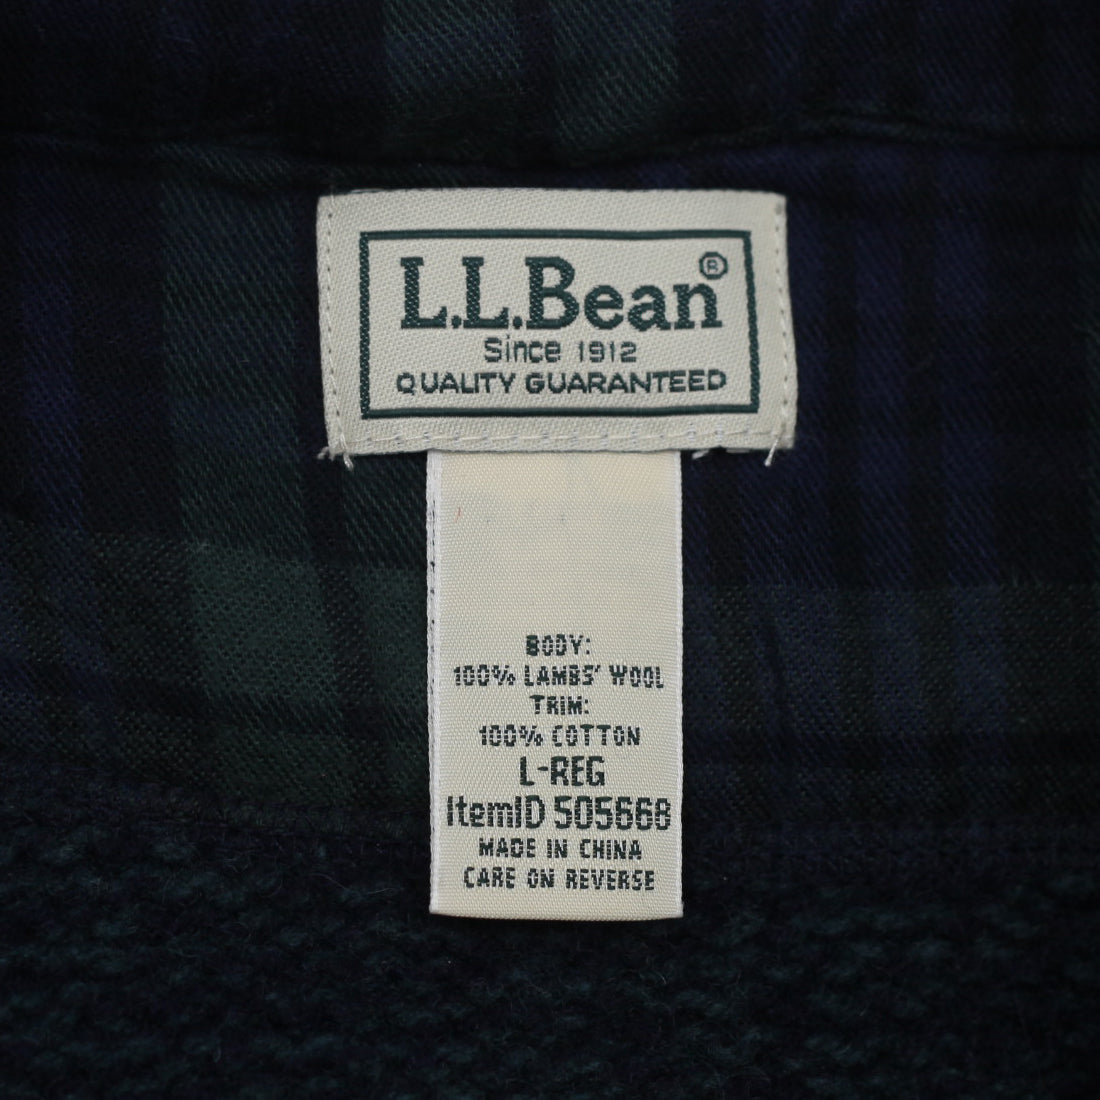 L.L.Bean®
Since 1912
QUALITY GUARANTEED
BODY:
100% LAMBS' WOOL
TRIM:
100% COTTON
L-REG
ItemID 505668
MADE IN CHINA
CARE ON REVERSE